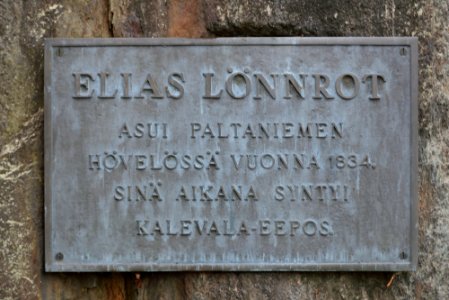 ELIAS LÖNNROT
ASUI PALTANIEMEN
HÖVELÖSSÄ VUONNA 1834.
SINÄ AIKANA SYNTYI
KALEVALA-EEPOS.